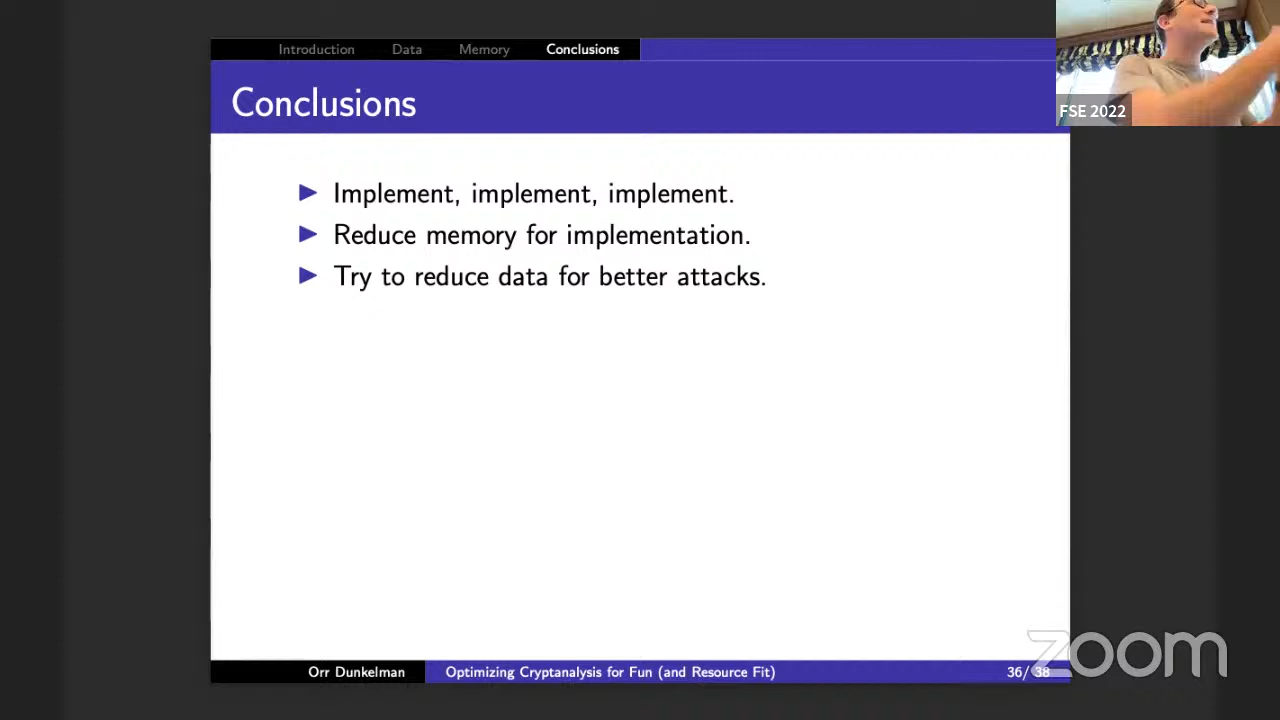 Introduction Data Memory Conclusions
Conclusions
FSE 2022
Implement, implement, implement.
Reduce memory for implementation.
Try to reduce data for better attacks.
Orr Dunkelman Optimizing Cryptanalysis for Fun (and Resource Fit) 36/38
zoom